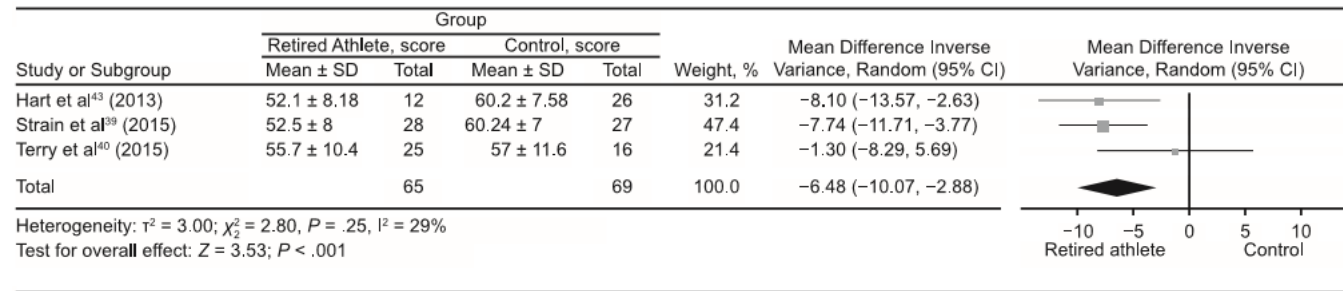 Group
Retired Athlete, score Control, score Mean Difference Inverse Mean Difference Inverse
Study or Subgroup Mean ± SD Total Mean ± SD Total Weight, % Variance, Random (95% CI) Variance, Random (95% CI)
Hart et al⁴³ (2013) 52.1 ± 8.18 12 60.2 ± 7.58 26 31.2 −8.10 (−13.57, −2.63)
Strain et al³⁹ (2015) 52.5 ± 8 28 60.24 ± 7 27 47.4 −7.74 (−11.71, −3.77)
Terry et al⁴⁰ (2015) 55.7 ± 10.4 25 57 ± 11.6 16 21.4 −1.30 (−8.29, 5.69)
Total 65 69 100.0 −6.48 (−10.07, −2.88)
Heterogeneity: τ² = 3.00; χ²₂ = 2.80, P = .25, I² = 29%
Test for overall effect: Z = 3.53; P < .001
−10 −5 0 5 10
Retired athlete Control